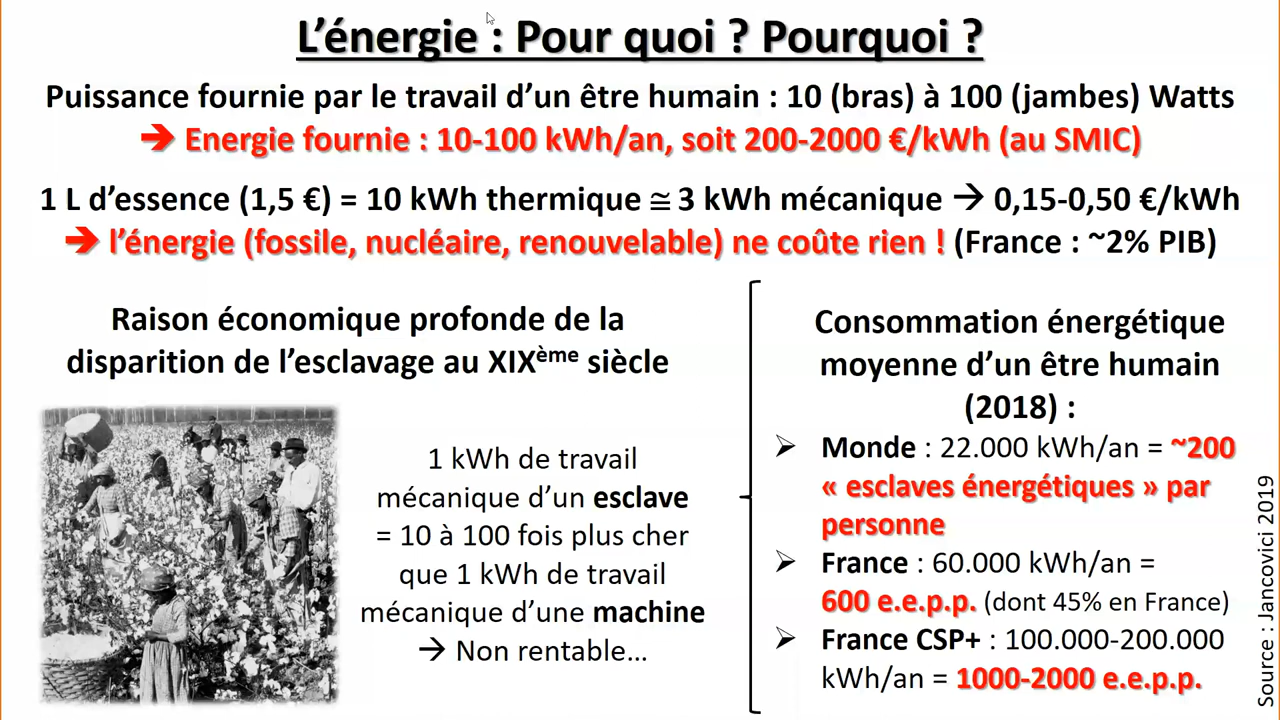 L’énergie : Pour quoi ? Pourquoi ?
Puissance fournie par le travail d’un être humain : 10 (bras) à 100 (jambes) Watts
➔ Energie fournie : 10-100 kWh/an, soit 200-2000 €/kWh (au SMIC)
1 L d’essence (1,5 €) = 10 kWh thermique ≅ 3 kWh mécanique → 0,15-0,50 €/kWh
➔ l’énergie (fossile, nucléaire, renouvelable) ne coûte rien ! (France : ~2% PIB)
Raison économique profonde de la
disparition de l’esclavage au XIXème siècle
1 kWh de travail
mécanique d’un esclave
= 10 à 100 fois plus cher
que 1 kWh de travail
mécanique d’une machine
→ Non rentable…
Consommation énergétique
moyenne d’un être humain
(2018) :
➢ Monde : 22.000 kWh/an = ~200
« esclaves énergétiques » par
personne
➢ France : 60.000 kWh/an =
600 e.e.p.p. (dont 45% en France)
➢ France CSP+ : 100.000-200.000
kWh/an = 1000-2000 e.e.p.p.
Source : Jancovici 2019